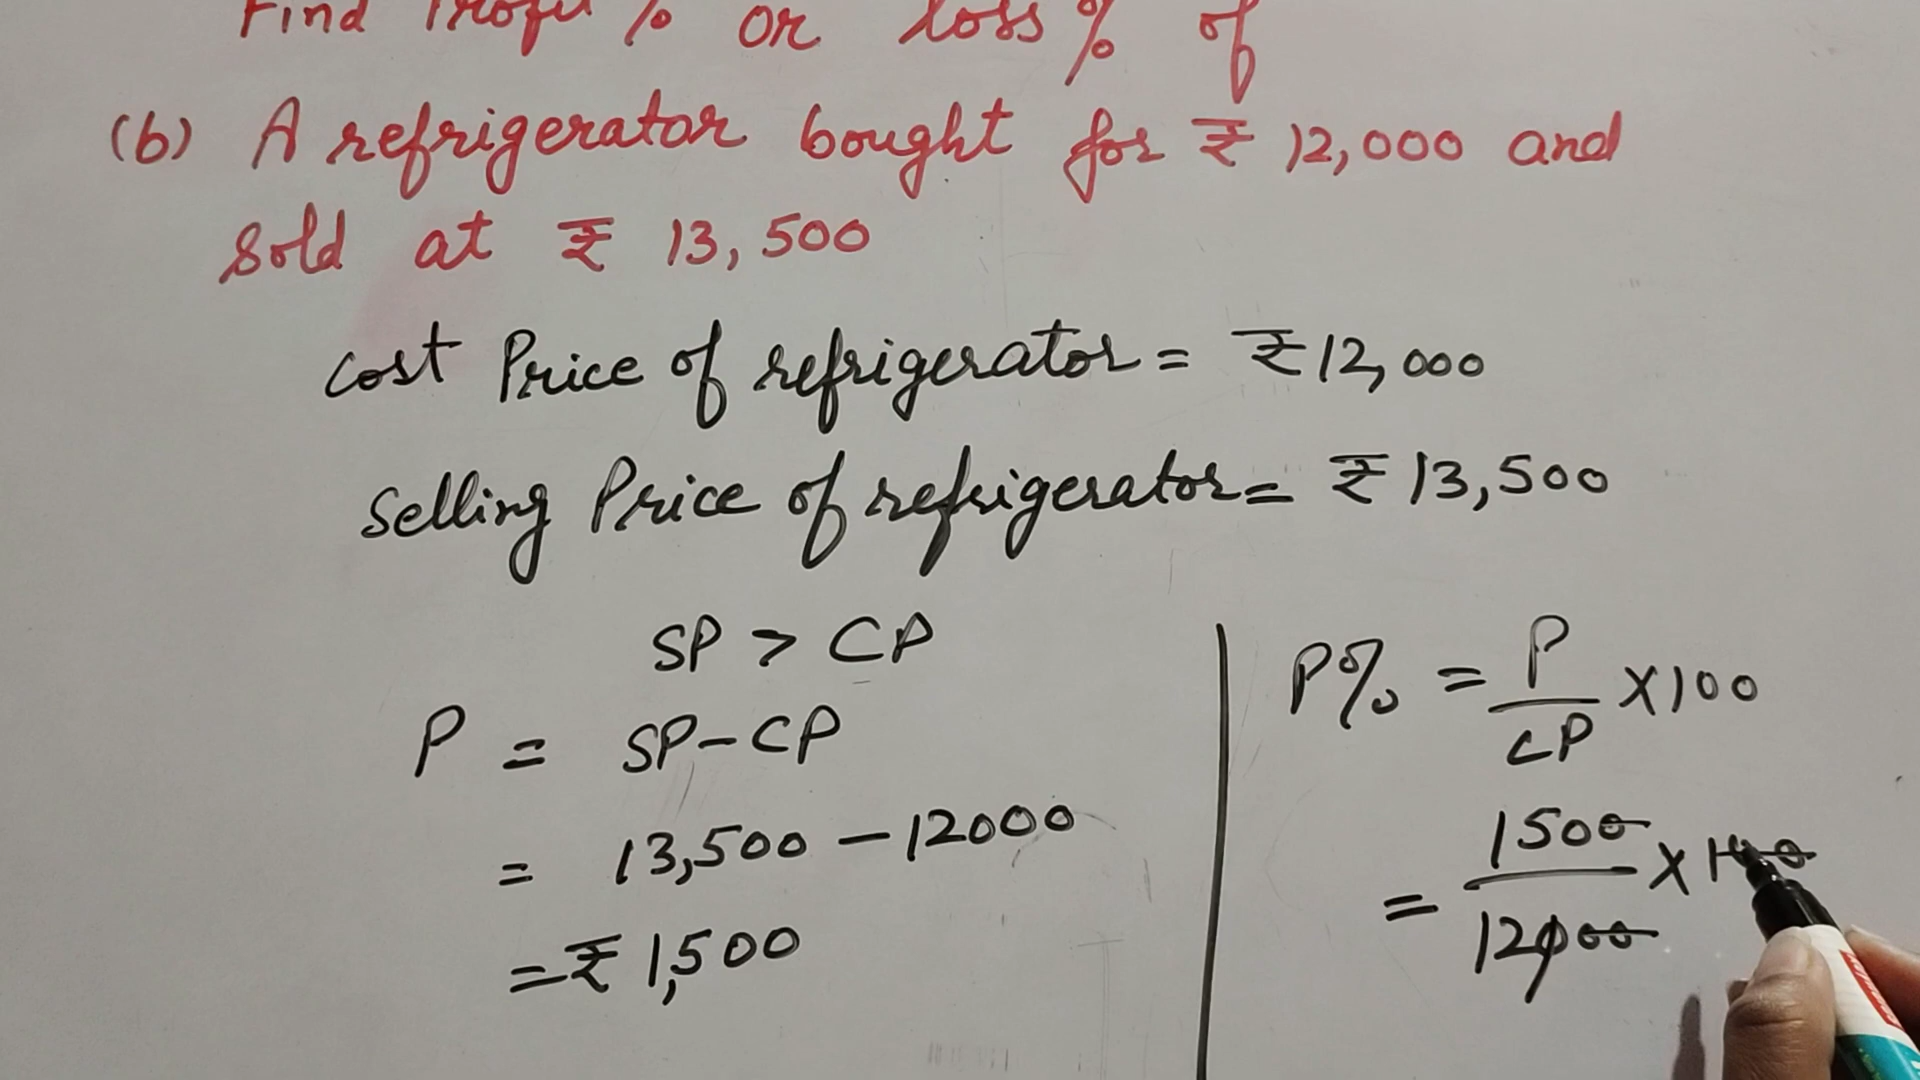 Find Profit % or loss % of
(b) A refrigerator bought for ₹ 12,000 and
sold at ₹ 13,500
Cost Price of refrigerator = ₹ 12,000
Selling Price of refrigerator = ₹ 13,500
SP > CP
P = SP - CP
= 13,500 - 12000
= ₹ 1,500
P% = P/CP × 100
= 1500/12000 × 100